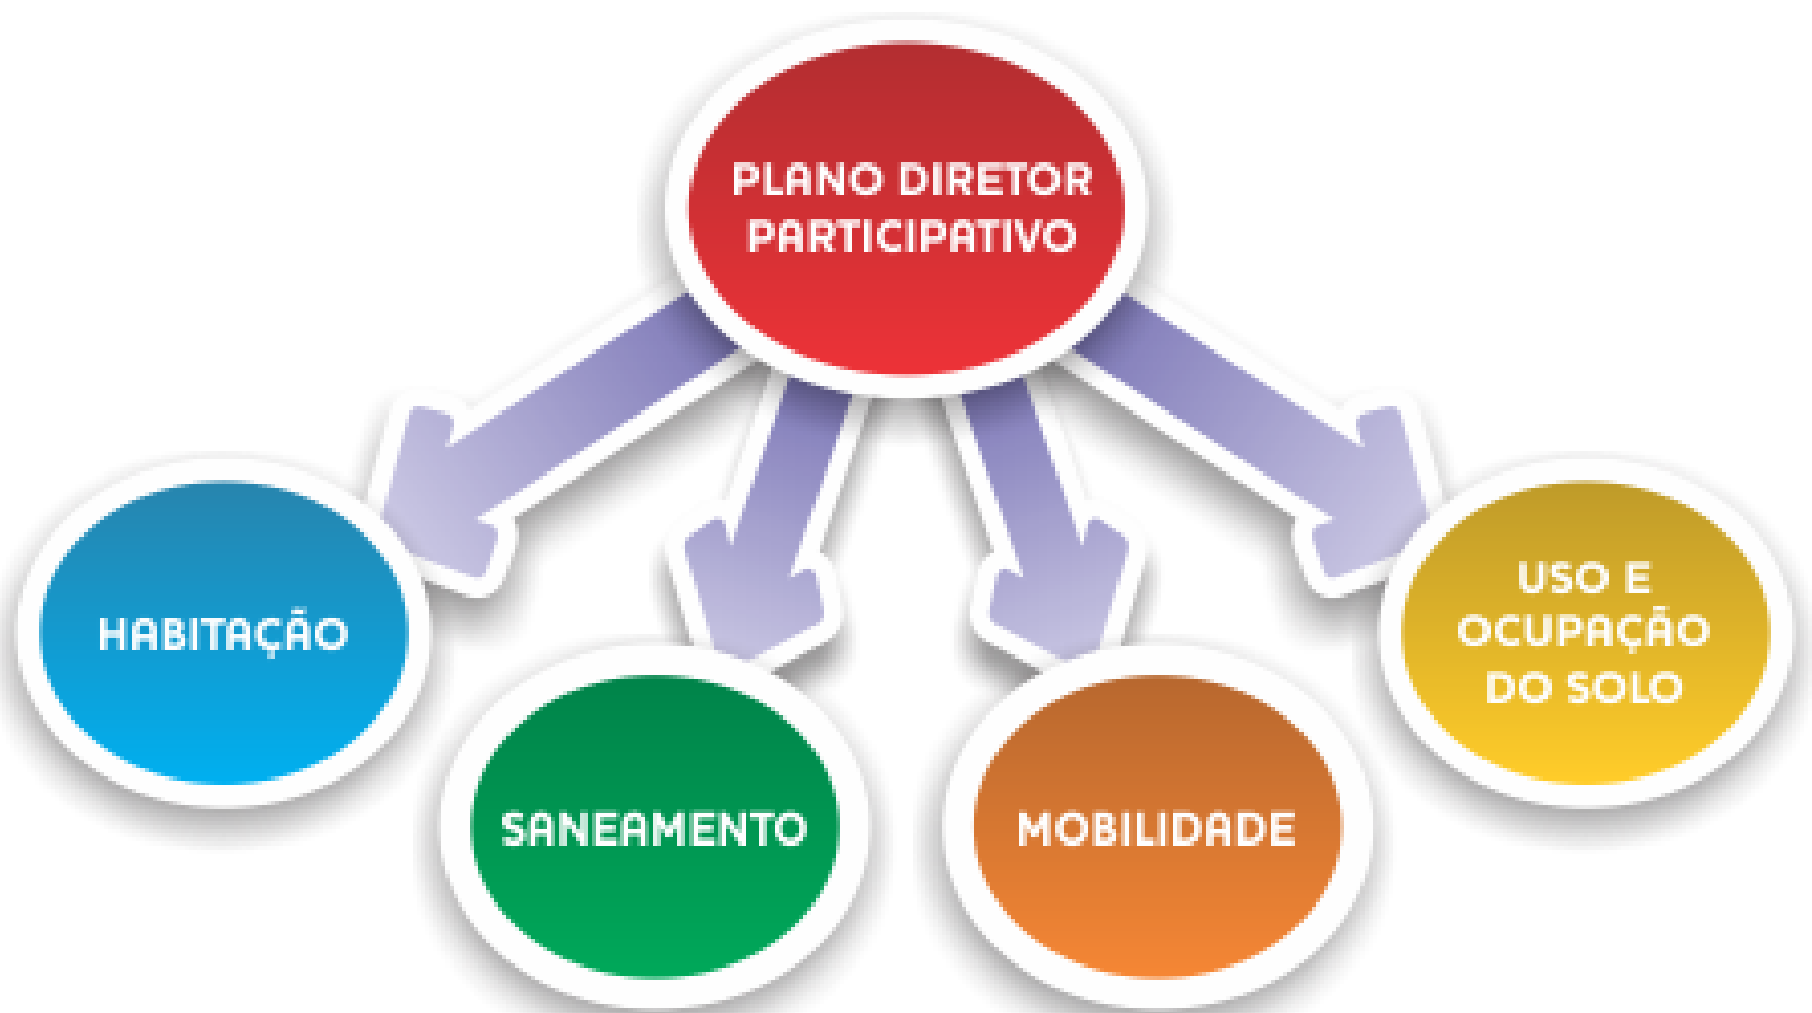 PLANO DIRETOR
PARTICIPATIVO
HABITAÇÃO
SANEAMENTO
MOBILIDADE
USO E
OCUPAÇÃO
DO SOLO